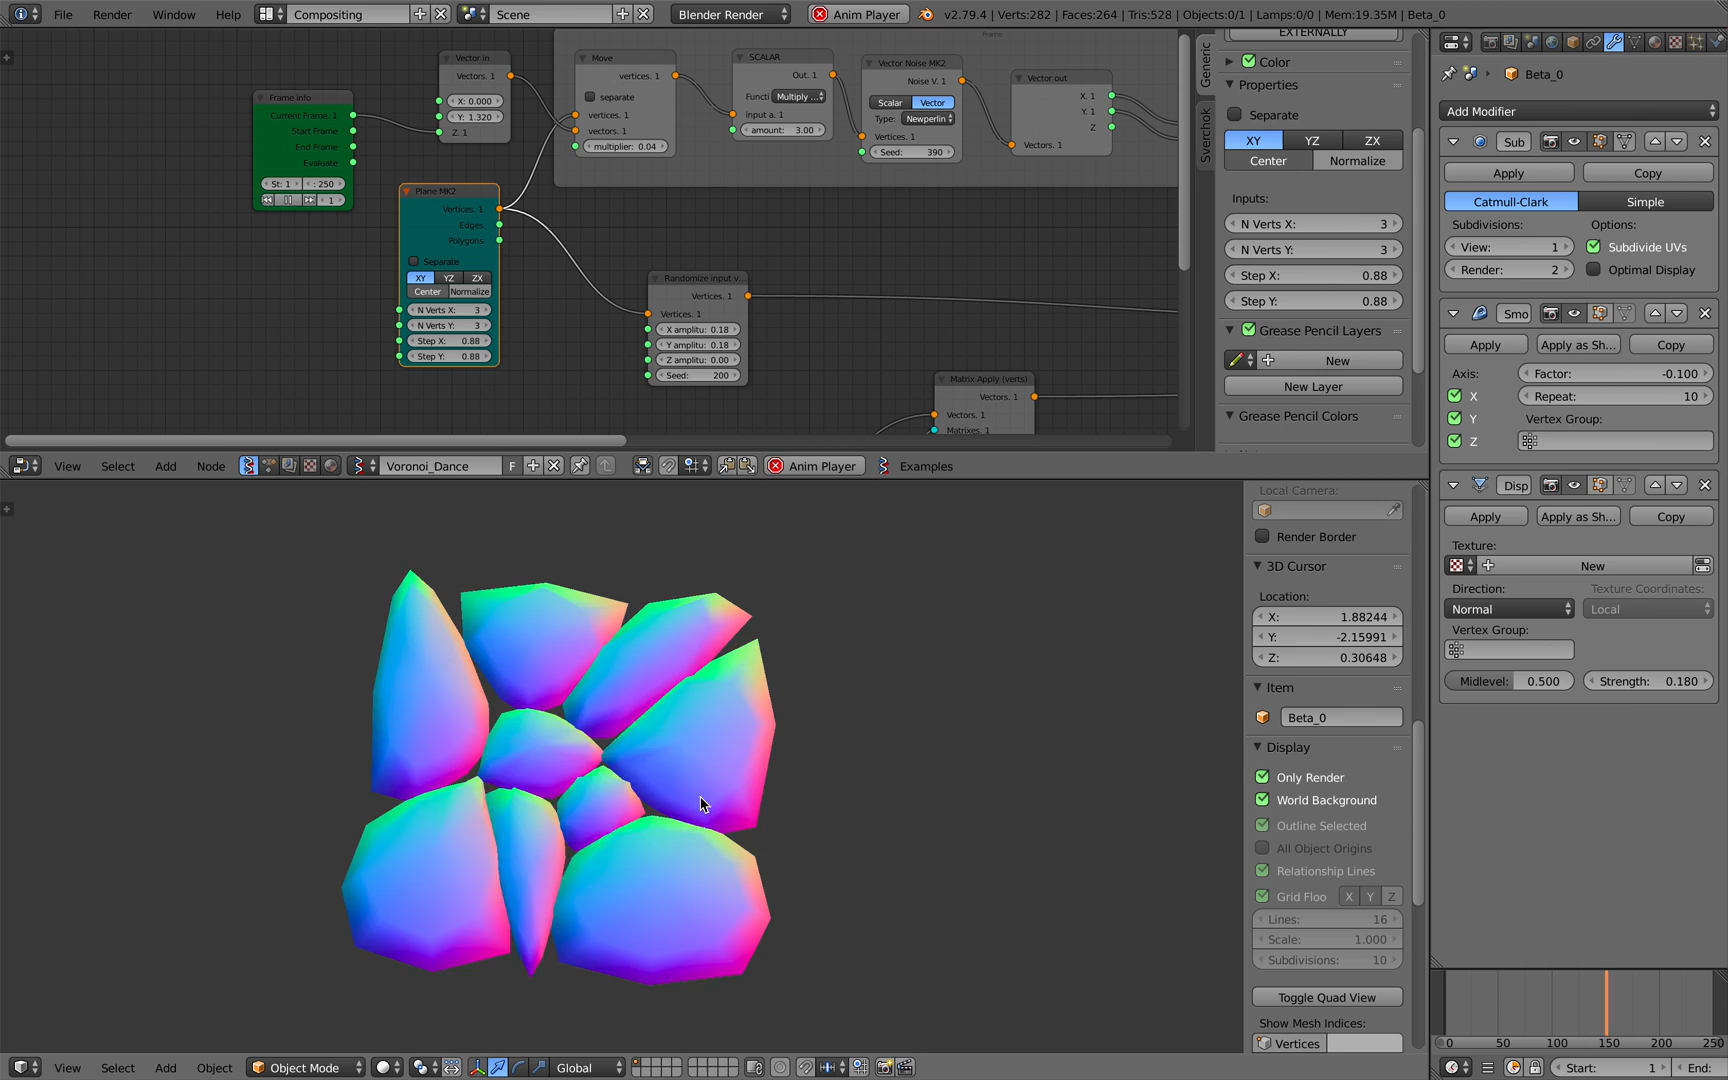 File Render Window Help Compositing Scene Blender Render Anim Player v2.79.4 | Verts:282 | Faces:264 | Tris:528 | Objects:0/1 | Lamps:0/0 | Mem:19.35M | Beta_0
Frame info
Current Frame. 1
Start Frame
End Frame
Evaluate
St: 1 : 250
1
Vector in
Vectors. 1
X: 0.000
Y: 1.320
Z. 1
Plane MK2
Vertices. 1
Edges
Polygons
Separate
XY YZ ZX
Center Normalize
N Verts X: 3
N Verts Y: 3
Step X: 0.88
Step Y: 0.88
Frame
Move
vertices. 1
separate
vertices. 1
vectors. 1
multiplier: 0.04
SCALAR
Out. 1
Functi Multiply ...
input a. 1
amount: 3.00
Vector Noise MK2
Noise V. 1
Scalar Vector
Type: Newperlin
Vertices. 1
Seed: 390
Vector out
X. 1
Y. 1
Z
Vectors. 1
Randomize input v...
Vertices. 1
Vertices. 1
X amplitu: 0.18
Y amplitu: 0.18
Z amplitu: 0.00
Seed: 200
Matrix Apply (verts)
Vectors. 1
Vectors. 1
Matrixes. 1
Generic
Sverchok
EXTERNALLY
Color
Properties
Separate
XY YZ ZX
Center Normalize
Inputs:
N Verts X: 3
N Verts Y: 3
Step X: 0.88
Step Y: 0.88
Grease Pencil Layers
New
New Layer
Grease Pencil Colors
View Select Add Node Voronoi_Dance F Anim Player Examples
Local Camera:
Render Border
3D Cursor
Location:
X: 1.88244
Y: -2.15991
Z: 0.30648
Item
Beta_0
Display
Only Render
World Background
Outline Selected
All Object Origins
Relationship Lines
Grid Floo X Y Z
Lines: 16
Scale: 1.000
Subdivisions: 10
Toggle Quad View
Show Mesh Indices:
Vertices
View Select Add Object Object Mode Global
Beta_0
Add Modifier
Sub
Apply Copy
Catmull-Clark Simple
Subdivisions: Options:
View: 1 Subdivide UVs
Render: 2 Optimal Display
Smo
Apply Apply as Sh... Copy
Axis: Factor: -0.100
X Repeat: 10
Y Vertex Group:
Z
Disp
Apply Apply as Sh... Copy
Texture:
New
Direction: Texture Coordinates:
Normal Local
Vertex Group:
Midlevel: 0.500 Strength: 0.180
0 50 100 150 200 250
Start: 1 End: